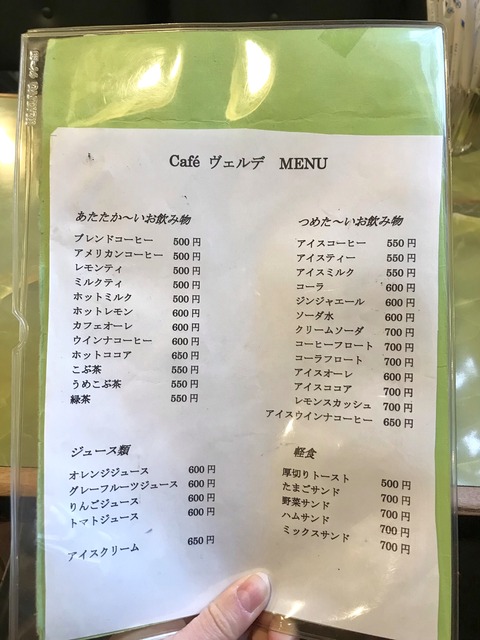 Café ヴェルデ MENU
あたたか～いお飲み物
ブレンドコーヒー 500円
アメリカンコーヒー 500円
レモンティ 500円
ミルクティ 500円
ホットミルク 500円
ホットレモン 600円
カフェオーレ 600円
ウインナコーヒー 600円
ホットココア 650円
こぶ茶 550円
うめこぶ茶 550円
緑茶 550円
つめた～いお飲み物
アイスコーヒー 550円
アイスティー 550円
アイスミルク 550円
コーラ 600円
ジンジャエール 600円
ソーダ水 600円
クリームソーダ 700円
コーヒーフロート 700円
コーラフロート 700円
アイスオーレ 600円
アイスココア 700円
レモンスカッシュ 700円
アイスウインナコーヒー 650円
ジュース類
オレンジジュース 600円
グレーフルーツジュース 600円
りんごジュース 600円
トマトジュース 600円
アイスクリーム 650円
軽食
厚切りトースト 500円
たまごサンド 700円
野菜サンド 700円
ハムサンド 700円
ミックスサンド 700円